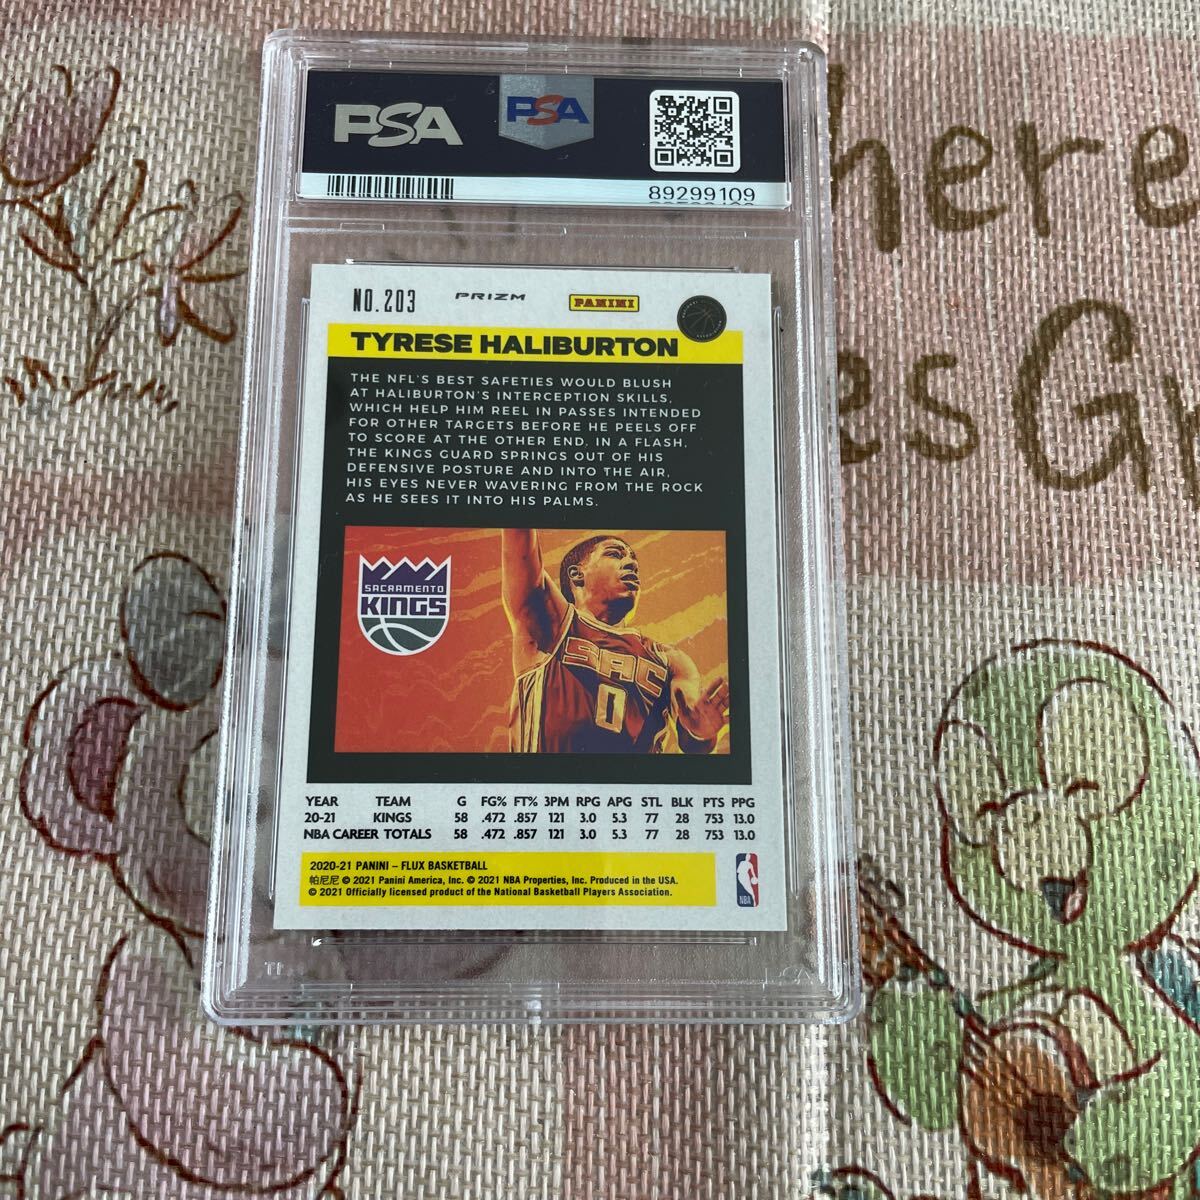 PSA
PSA
89299109
here
es Gr
NO.203
PRIZM
PANINI
TYRESE HALIBURTON
THE NFL'S BEST SAFETIES WOULD BLUSH
AT HALIBURTON'S INTERCEPTION SKILLS,
WHICH HELP HIM REEL IN PASSES INTENDED
FOR OTHER TARGETS BEFORE HE PEELS OFF
TO SCORE AT THE OTHER END. IN A FLASH,
THE KINGS GUARD SPRINGS OUT OF HIS
DEFENSIVE POSTURE AND INTO THE AIR,
HIS EYES NEVER WAVERING FROM THE ROCK
AS HE SEES IT INTO HIS PALMS.
SACRAMENTO
KINGS
SAC
0
YEAR TEAM G FG% FT% 3PM RPG APG STL BLK PTS PPG
20-21 KINGS 58 .472 .857 121 3.0 5.3 77 28 753 13.0
NBA CAREER TOTALS 58 .472 .857 121 3.0 5.3 77 28 753 13.0
2020-21 PANINI – FLUX BASKETBALL
帕尼尼 © 2021 Panini America, Inc. © 2021 NBA Properties, Inc. Produced in the USA.
© 2021 Officially licensed product of the National Basketball Players Association.
NBA